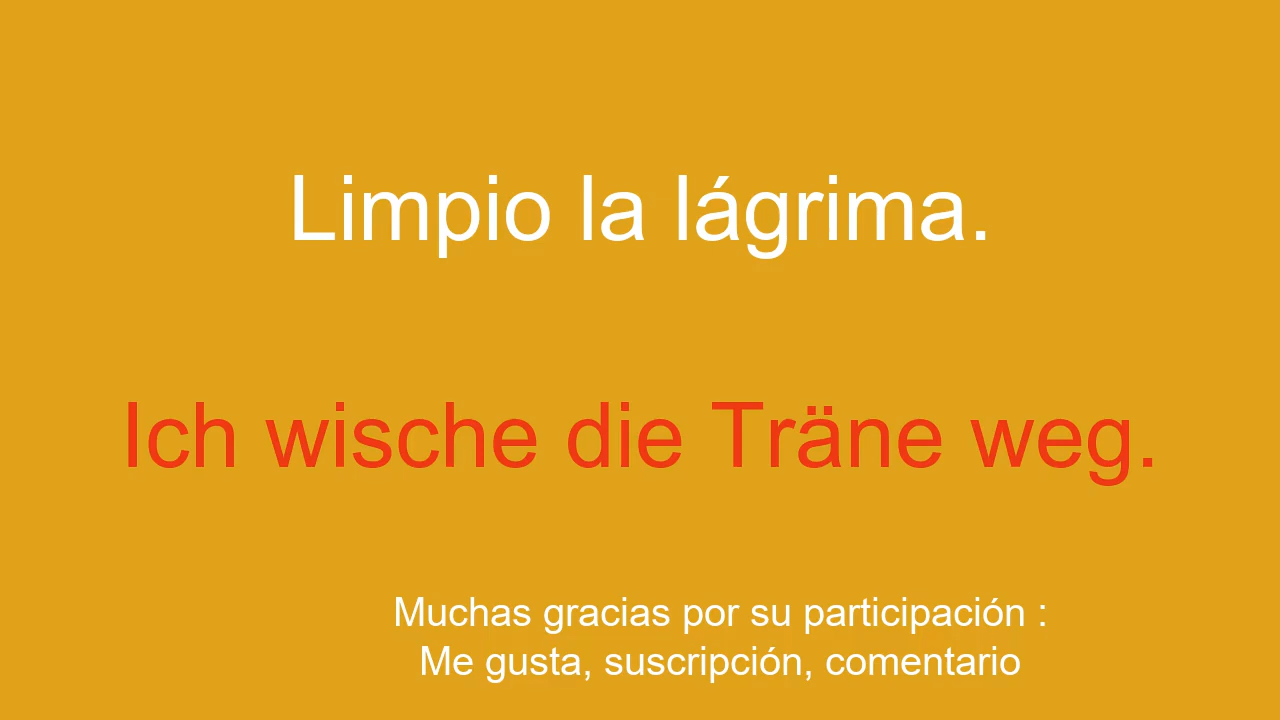 Limpio la lágrima.
Ich wische die Träne weg.
Muchas gracias por su participación :
Me gusta, suscripción, comentario